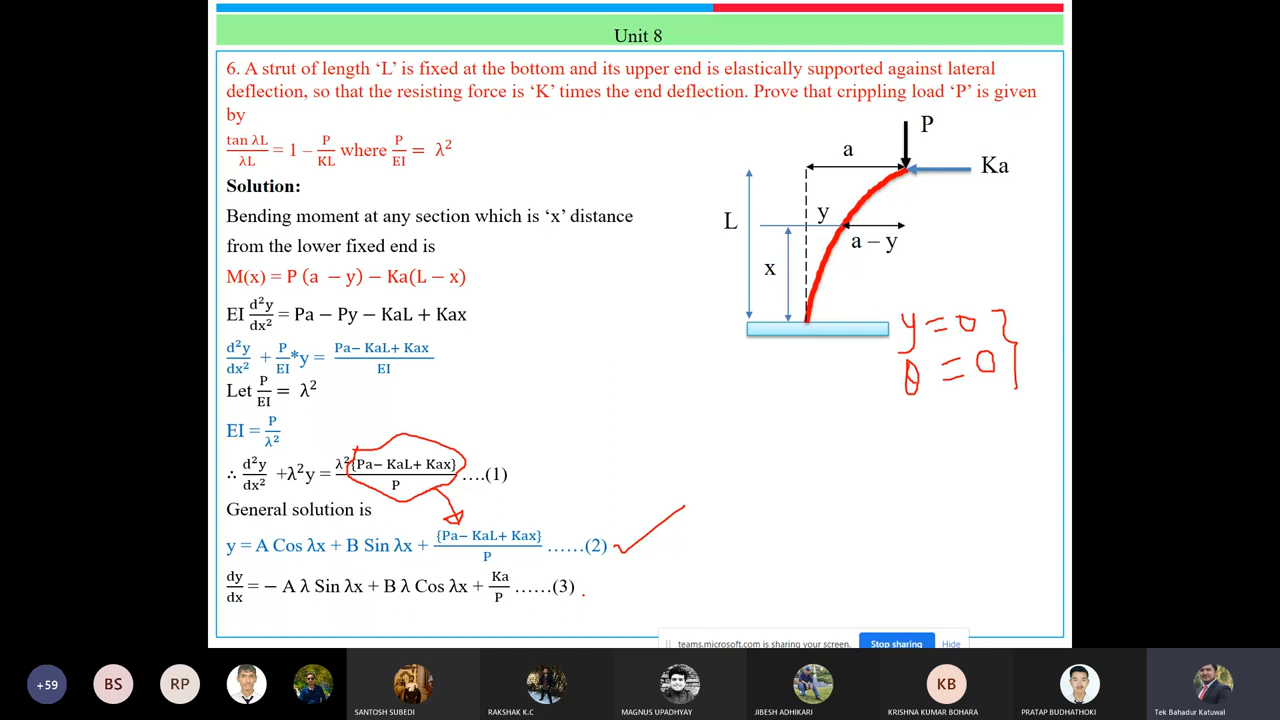 Unit 8
6. A strut of length ‘L’ is fixed at the bottom and its upper end is elastically supported against lateral
deflection, so that the resisting force is ‘K’ times the end deflection. Prove that crippling load ‘P’ is given
by
tan λL / λL = 1 – P / KL where P / EI = λ²
Solution:
Bending moment at any section which is ‘x’ distance
from the lower fixed end is
M(x) = P (a − y) − Ka(L − x)
EI d²y / dx² = Pa − Py − KaL + Kax
d²y / dx² + P / EI *y = Pa− KaL+ Kax / EI
Let P / EI = λ²
EI = P / λ²
∴ d²y / dx² +λ²y = λ²{Pa− KaL+ Kax} / P ….(1)
General solution is
y = A Cos λx + B Sin λx + {Pa− KaL+ Kax} / P ……(2)
dy / dx = − A λ Sin λx + B λ Cos λx + Ka / P ……(3)
P
a
Ka
L
y
a – y
x
y = 0
θ = 0
teams.microsoft.com is sharing your screen.
Stop sharing
Hide
+59
BS
RP
SANTOSH SUBEDI
RAKSHAK K.C
MAGNUS UPADHYAY
JIBESH ADHIKARI
KB
KRISHNA KUMAR BOHARA
PRATAP BUDHATHOKI
Tek Bahadur Katuwal